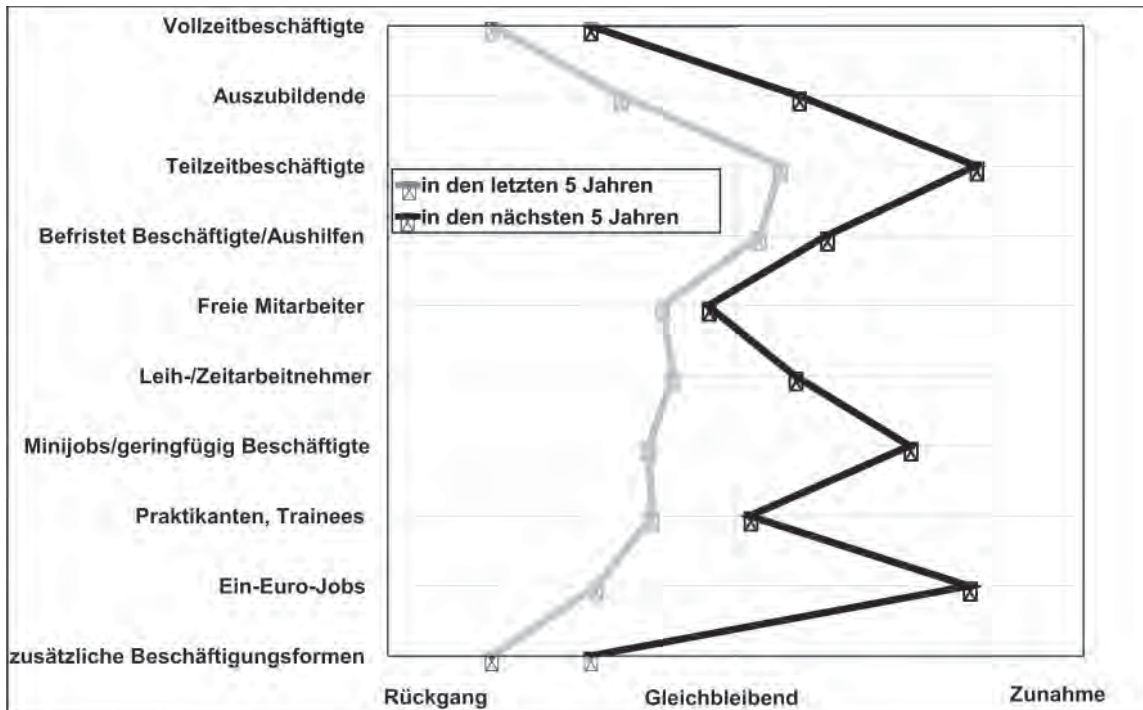 Vollzeitbeschäftigte
Auszubildende
Teilzeitbeschäftigte
in den letzten 5 Jahren
in den nächsten 5 Jahren
Befristet Beschäftigte/Aushilfen
Freie Mitarbeiter
Leih-/Zeitarbeitnehmer
Minijobs/geringfügig Beschäftigte
Praktikanten, Trainees
Ein-Euro-Jobs
zusätzliche Beschäftigungsformen
Rückgang Gleichbleibend Zunahme